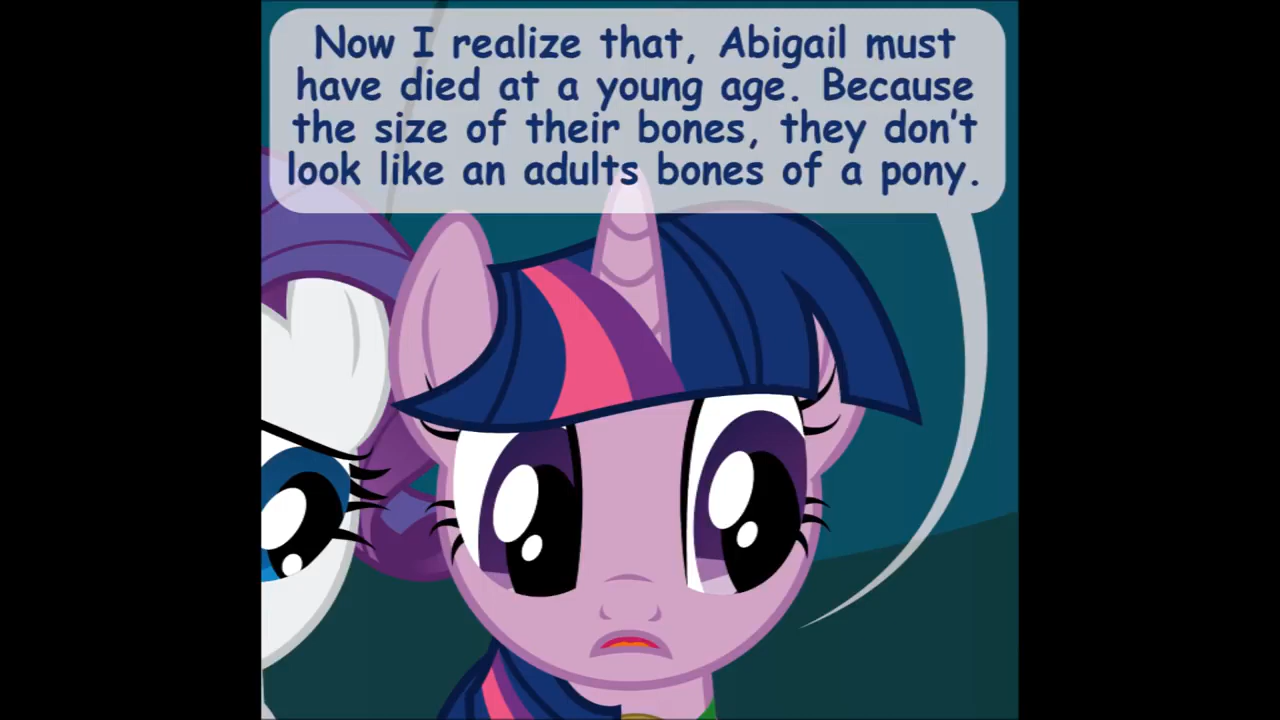 Now I realize that, Abigail must
have died at a young age. Because
the size of their bones, they don't
look like an adults bones of a pony.